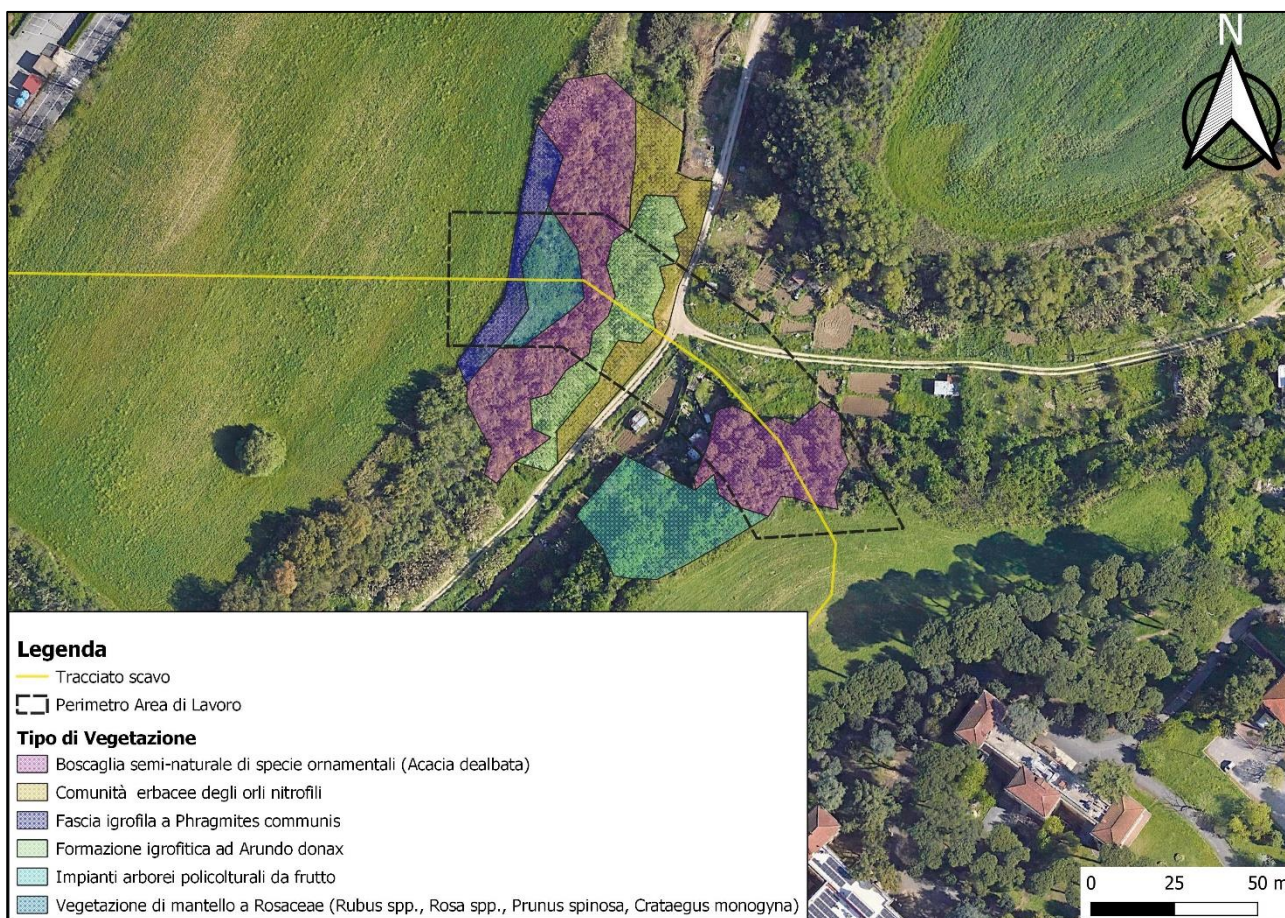 N
Legenda
Tracciato scavo
Perimetro Area di Lavoro
Tipo di Vegetazione
Boscaglia semi-naturale di specie ornamentali (Acacia dealbata)
Comunità erbacee degli orli nitrofili
Fascia igrofila a Phragmites communis
Formazione igrofitica ad Arundo donax
Impianti arborei policolturali da frutto
Vegetazione di mantello a Rosaceae (Rubus spp., Rosa spp., Prunus spinosa, Crataegus monogyna)
0 25 50 m